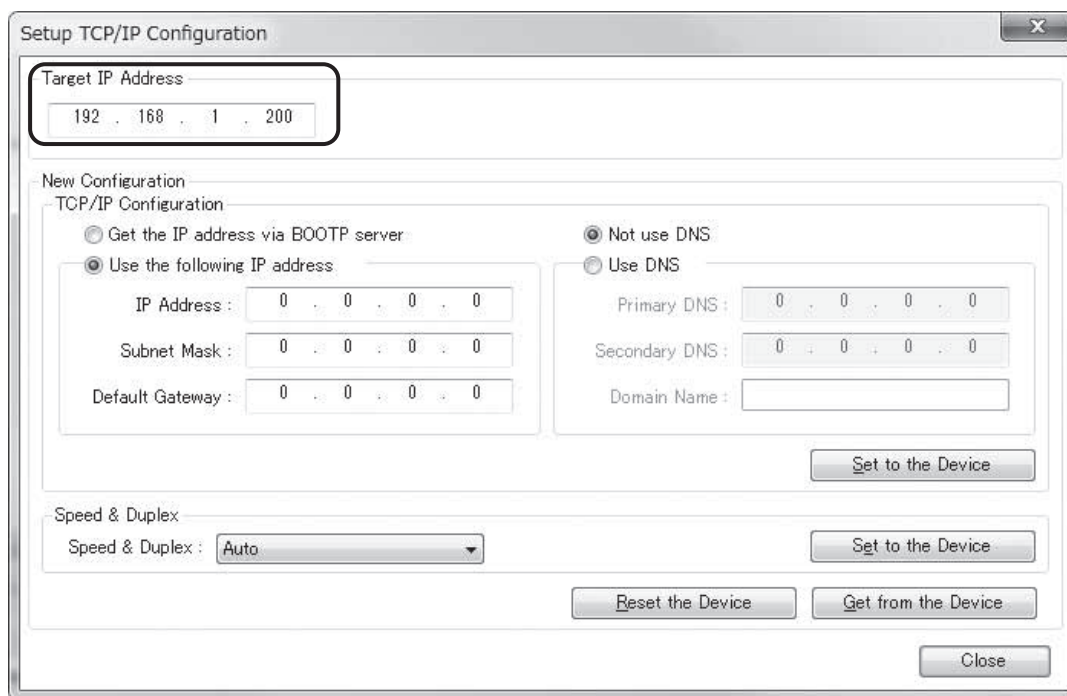 Setup TCP/IP Configuration
x
Target IP Address
192 . 168 . 1 . 200
New Configuration
TCP/IP Configuration
Get the IP address via BOOTP server
Use the following IP address
IP Address : 0 . 0 . 0 . 0
Subnet Mask : 0 . 0 . 0 . 0
Default Gateway : 0 . 0 . 0 . 0
Not use DNS
Use DNS
Primary DNS : 0 . 0 . 0 . 0
Secondary DNS : 0 . 0 . 0 . 0
Domain Name :
Set to the Device
Speed & Duplex
Speed & Duplex : Auto
Set to the Device
Reset the Device Get from the Device
Close